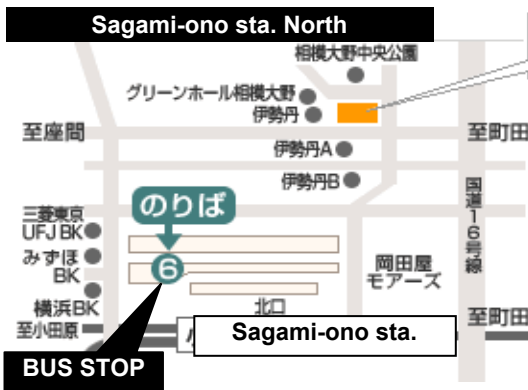 Sagami-ono sta. North
相模大野中央公園
グリーンホール相模大野
伊勢丹
至座間
至町田
伊勢丹A
伊勢丹B
国道16号線
のりば
三菱東京
UFJ BK
みずほ
BK
6
岡田屋
モアーズ
横浜BK
北口
至小田原
至町田
Sagami-ono sta.
BUS STOP